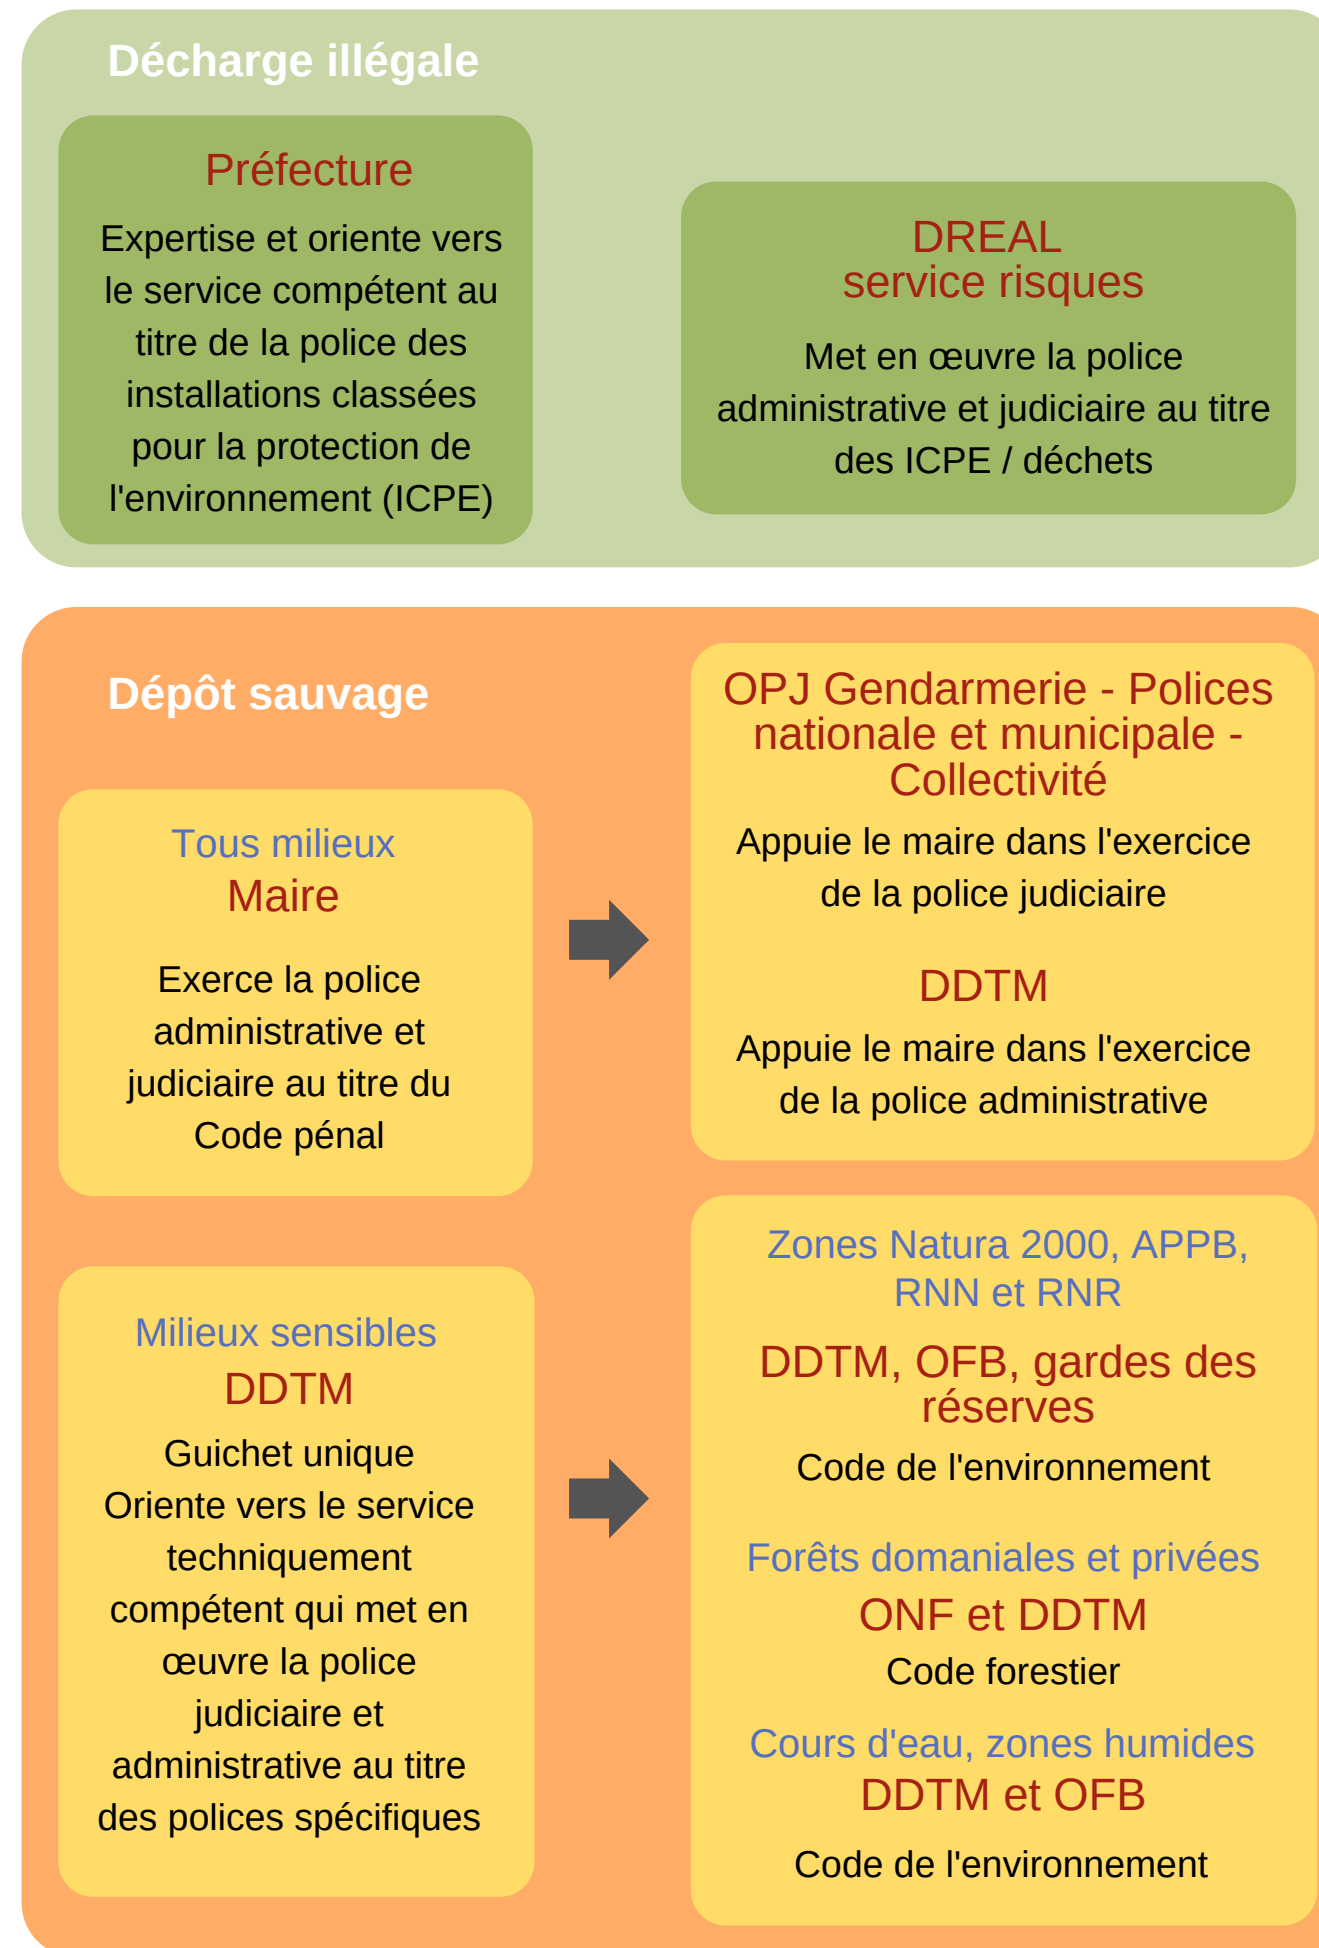 Décharge illégale
Préfecture
Expertise et oriente vers
le service compétent au
titre de la police des
installations classées
pour la protection de
l'environnement (ICPE)
DREAL
service risques
Met en œuvre la police
administrative et judiciaire au titre
des ICPE / déchets
Dépôt sauvage
Tous milieux
Maire
Exerce la police
administrative et
judiciaire au titre du
Code pénal
OPJ Gendarmerie - Polices
nationale et municipale -
Collectivité
Appuie le maire dans l'exercice
de la police judiciaire
DDTM
Appuie le maire dans l'exercice
de la police administrative
Milieux sensibles
DDTM
Guichet unique
Oriente vers le service
techniquement
compétent qui met en
œuvre la police
judiciaire et
administrative au titre
des polices spécifiques
Zones Natura 2000, APPB,
RNN et RNR
DDTM, OFB, gardes des
réserves
Code de l'environnement
Forêts domaniales et privées
ONF et DDTM
Code forestier
Cours d'eau, zones humides
DDTM et OFB
Code de l'environnement